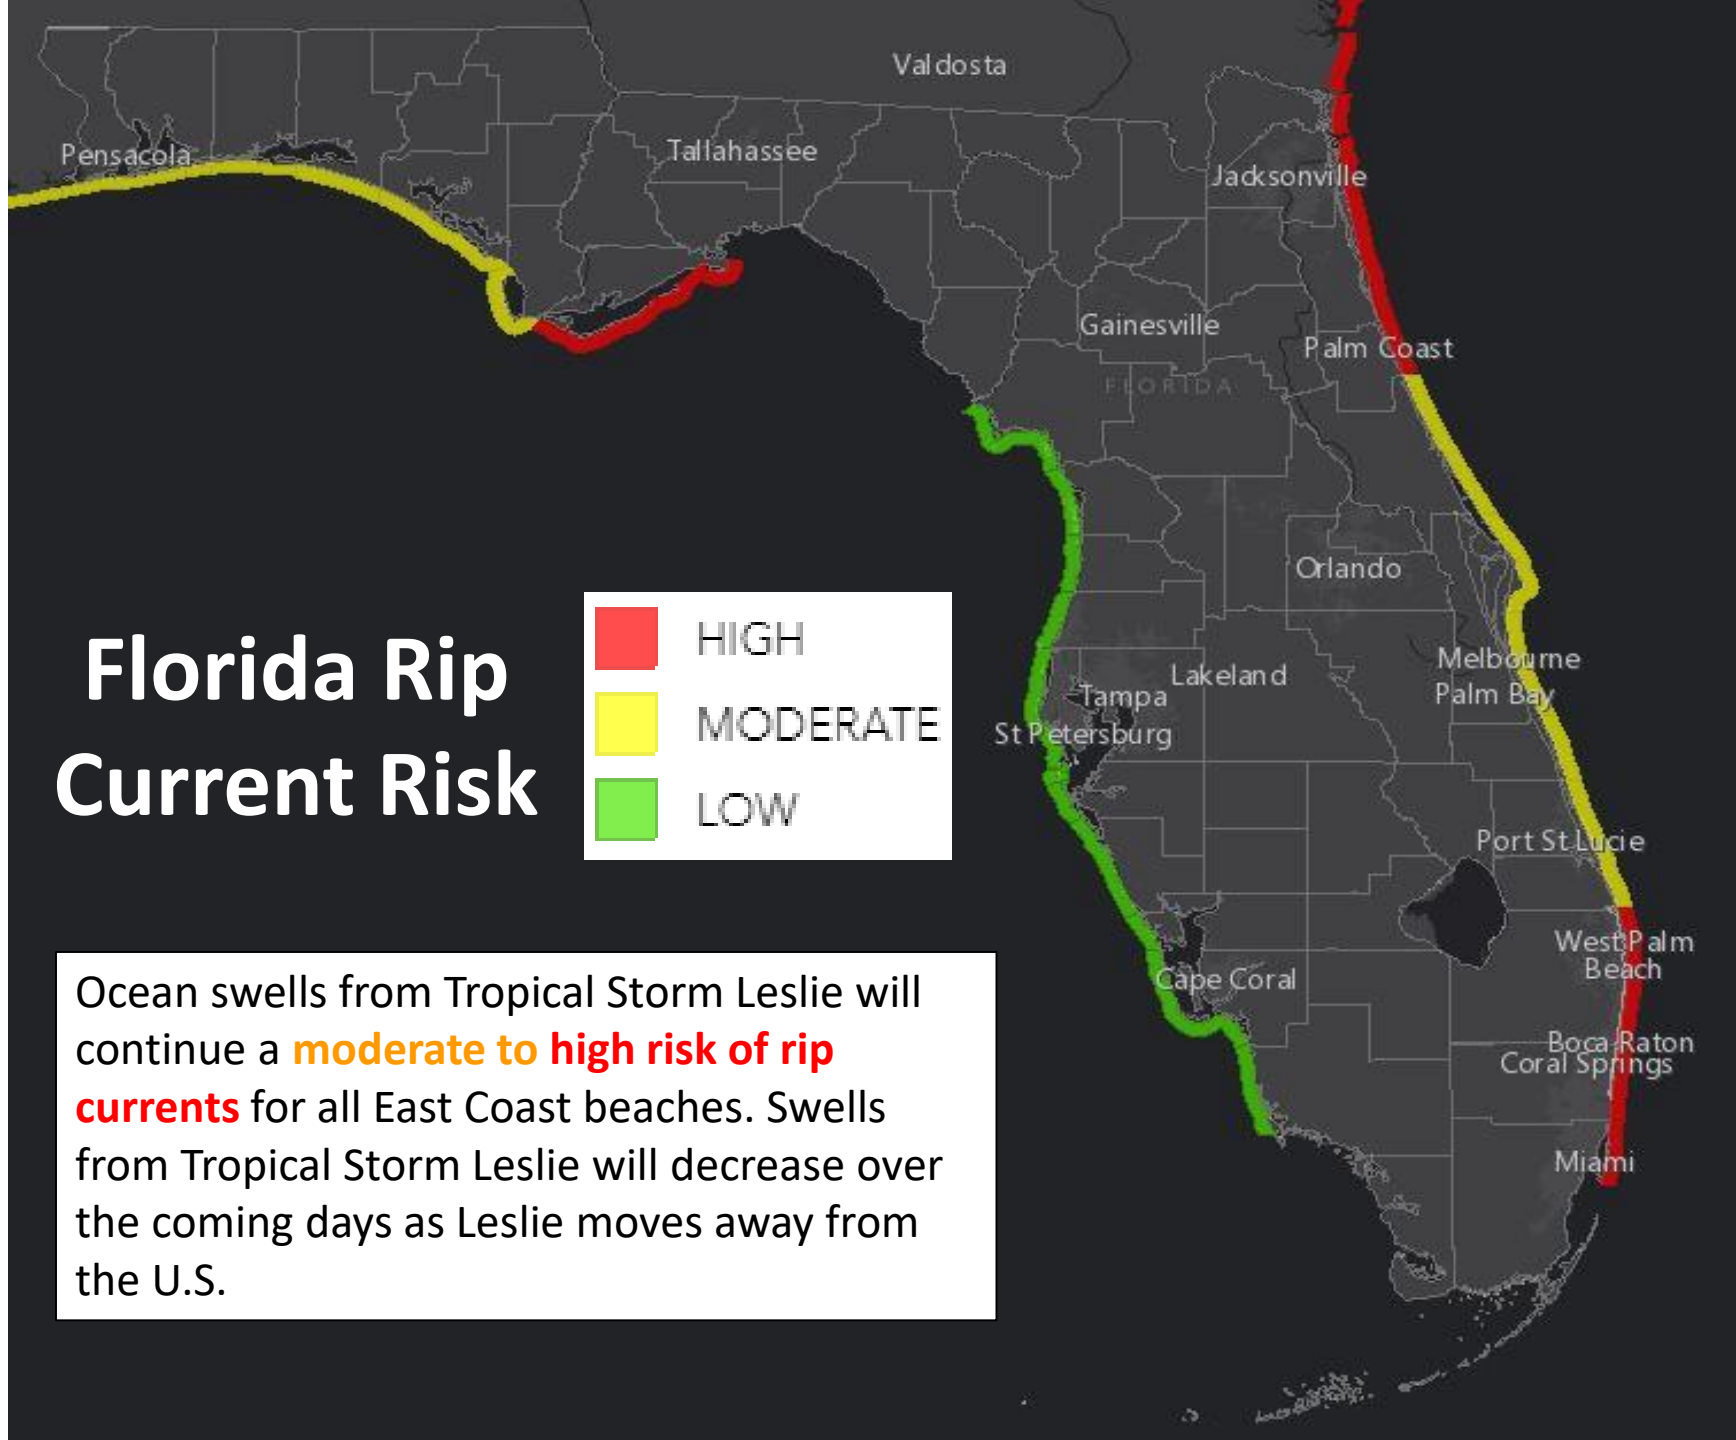 Valdosta
Pensacola
Tallahassee
Jacksonville
Gainesville
Palm Coast
FLORIDA
Orlando
Florida Rip
Current Risk
HIGH
MODERATE
LOW
Melbourne
Palm Bay
Lakeland
Tampa
St Petersburg
Port St Lucie
West Palm
Beach
Cape Coral
Boca Raton
Coral Springs
Miami
Ocean swells from Tropical Storm Leslie will
continue a moderate to high risk of rip
currents for all East Coast beaches. Swells
from Tropical Storm Leslie will decrease over
the coming days as Leslie moves away from
the U.S.